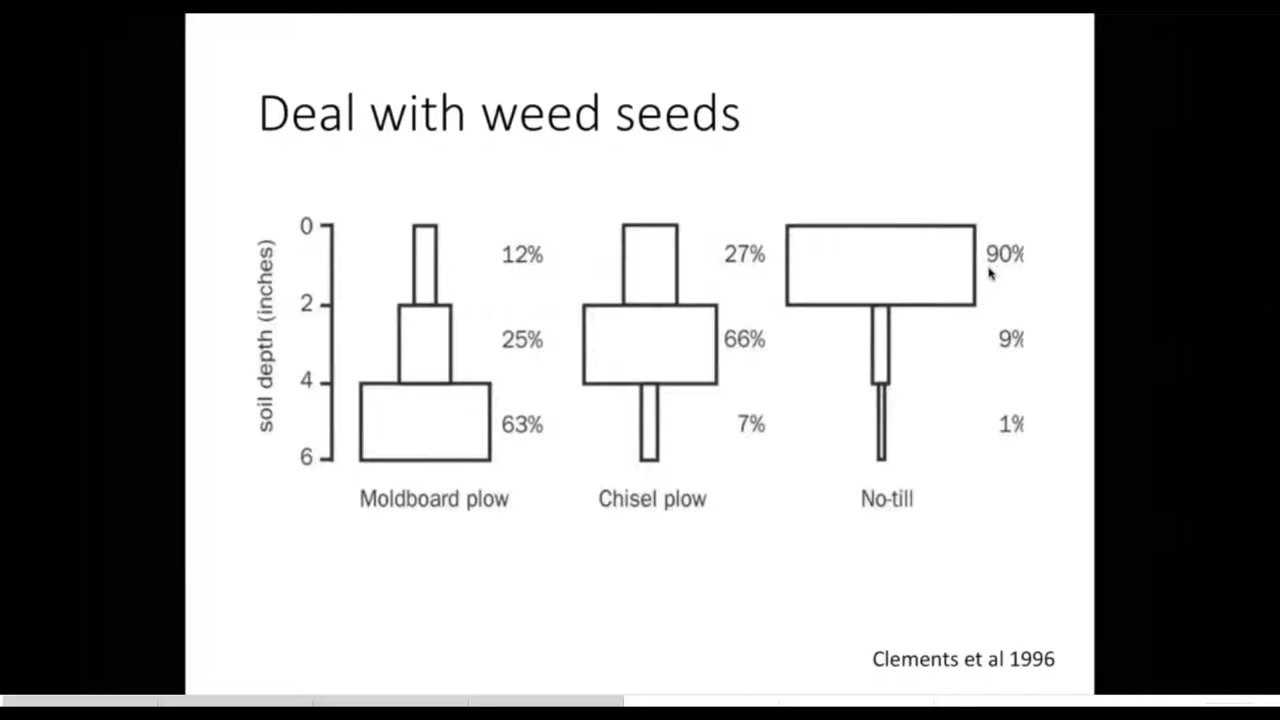 Deal with weed seeds
soil depth (inches)
0
2
4
6
12%
25%
63%
Moldboard plow
27%
66%
7%
Chisel plow
90%
9%
1%
No-till
Clements et al 1996